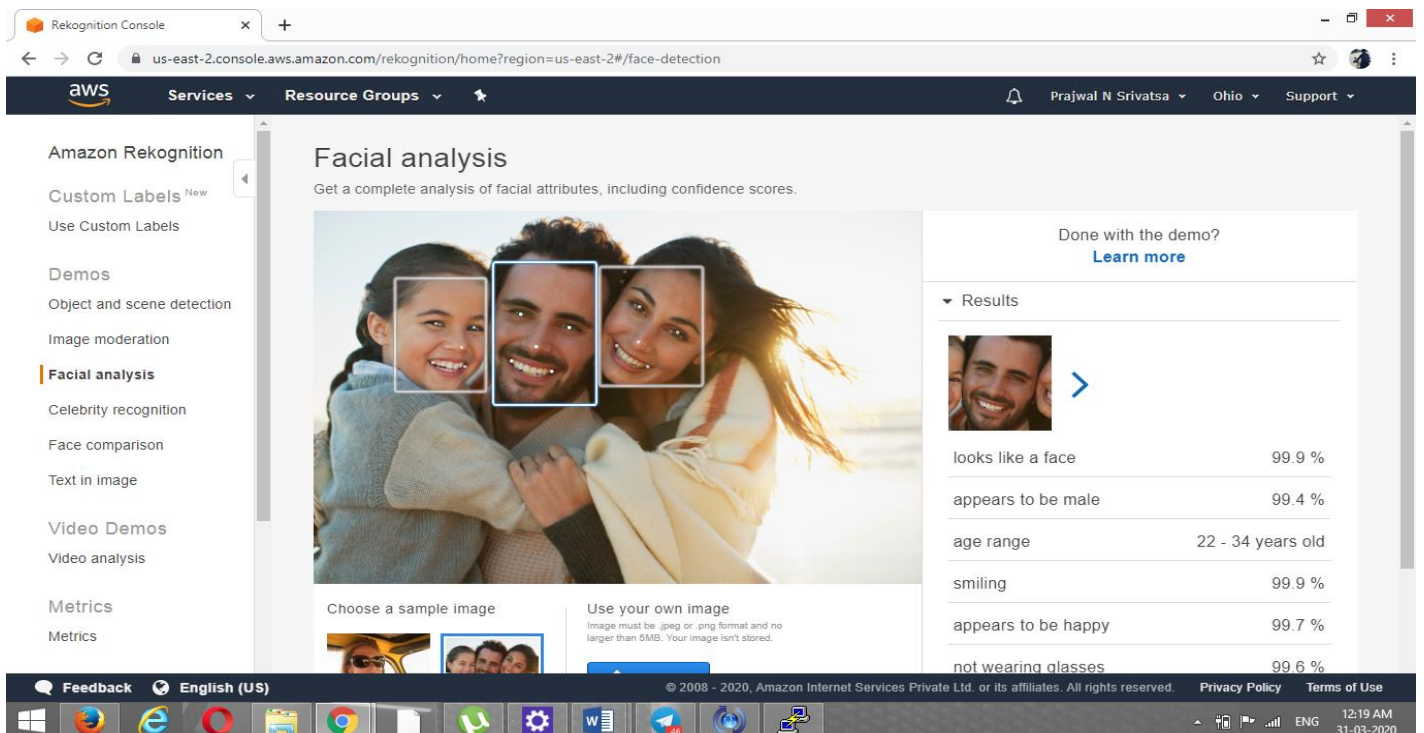 Rekognition Console
us-east-2.console.aws.amazon.com/rekognition/home?region=us-east-2#/face-detection
aws Services Resource Groups Prajwal N Srivatsa Ohio Support
Amazon Rekognition
Custom Labels New
Use Custom Labels
Demos
Object and scene detection
Image moderation
Facial analysis
Celebrity recognition
Face comparison
Text in image
Video Demos
Video analysis
Metrics
Metrics
Facial analysis
Get a complete analysis of facial attributes, including confidence scores.
Choose a sample image
Use your own image
Image must be .jpeg or .png format and no
larger than 5MB. Your image isn't stored.
Done with the demo?
Learn more
Results
looks like a face 99.9 %
appears to be male 99.4 %
age range 22 - 34 years old
smiling 99.9 %
appears to be happy 99.7 %
not wearing glasses 99.6 %
Feedback English (US) © 2008 - 2020, Amazon Internet Services Private Ltd. or its affiliates. All rights reserved. Privacy Policy Terms of Use
46
ENG 12:19 AM
31-03-2020